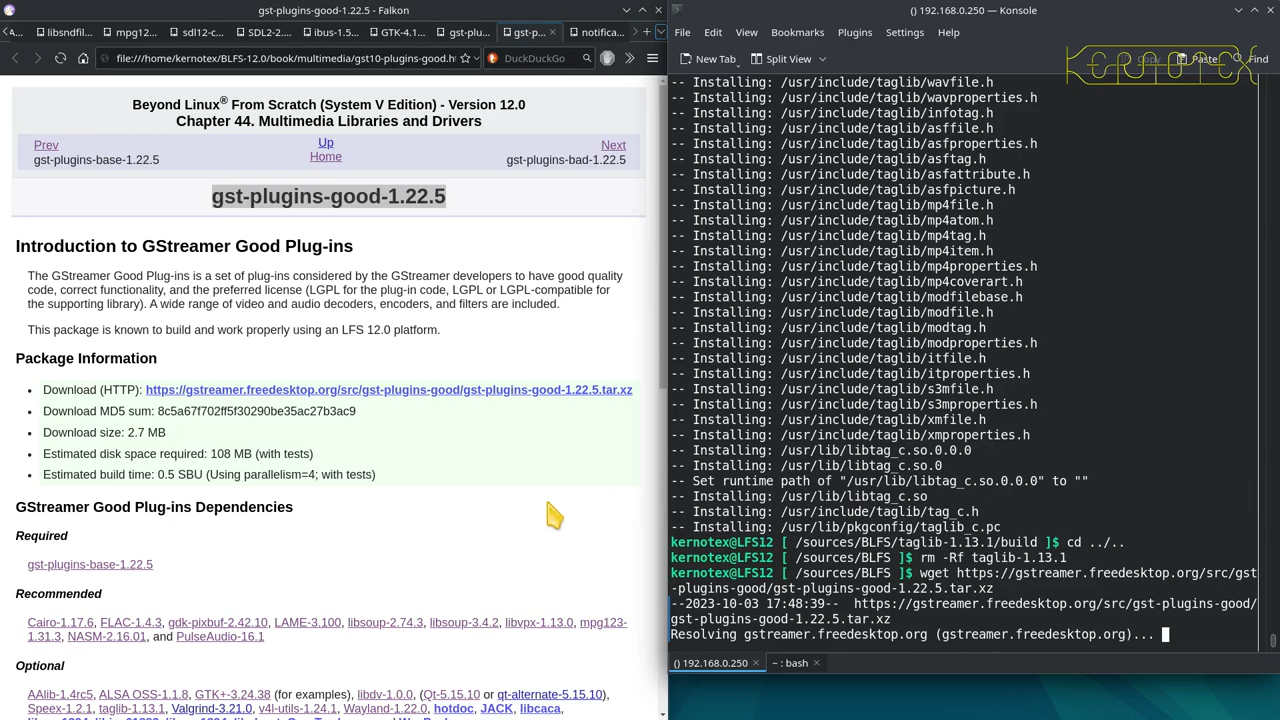 gst-plugins-good-1.22.5 - Falkon
A...
libsndfil...
mpg12...
sdl12-c...
SDL2-2....
ibus-1.5...
GTK-4.1...
gst-plu...
gst-p...
notifica...
file:///home/kernotex/BLFS-12.0/book/multimedia/gst10-plugins-good.ht
DuckDuckGo
Beyond Linux® From Scratch (System V Edition) - Version 12.0
Chapter 44. Multimedia Libraries and Drivers
Prev
Up
Next
gst-plugins-base-1.22.5
Home
gst-plugins-bad-1.22.5
gst-plugins-good-1.22.5
Introduction to GStreamer Good Plug-ins
The GStreamer Good Plug-ins is a set of plug-ins considered by the GStreamer developers to have good quality
code, correct functionality, and the preferred license (LGPL for the plug-in code, LGPL or LGPL-compatible for
the supporting library). A wide range of video and audio decoders, encoders, and filters are included.
This package is known to build and work properly using an LFS 12.0 platform.
Package Information
Download (HTTP): https://gstreamer.freedesktop.org/src/gst-plugins-good/gst-plugins-good-1.22.5.tar.xz
Download MD5 sum: 8c5a67f702ff5f30290be35ac27b3ac9
Download size: 2.7 MB
Estimated disk space required: 108 MB (with tests)
Estimated build time: 0.5 SBU (Using parallelism=4; with tests)
GStreamer Good Plug-ins Dependencies
Required
gst-plugins-base-1.22.5
Recommended
Cairo-1.17.6, FLAC-1.4.3, gdk-pixbuf-2.42.10, LAME-3.100, libsoup-2.74.3, libsoup-3.4.2, libvpx-1.13.0, mpg123-
1.31.3, NASM-2.16.01, and PulseAudio-16.1
Optional
AAlib-1.4rc5, ALSA OSS-1.1.8, GTK+-3.24.38 (for examples), libdv-1.0.0, (Qt-5.15.10 or qt-alternate-5.15.10),
Speex-1.2.1, taglib-1.13.1, Valgrind-3.21.0, v4l-utils-1.24.1, Wayland-1.22.0, hotdoc, JACK, libcaca,
() 192.168.0.250 — Konsole
File Edit View Bookmarks Plugins Settings Help
New Tab
Split View
Copy
Paste
Find
kernotex
-- Installing: /usr/include/taglib/wavfile.h
-- Installing: /usr/include/taglib/wavproperties.h
-- Installing: /usr/include/taglib/infotag.h
-- Installing: /usr/include/taglib/asffile.h
-- Installing: /usr/include/taglib/asfproperties.h
-- Installing: /usr/include/taglib/asftag.h
-- Installing: /usr/include/taglib/asfattribute.h
-- Installing: /usr/include/taglib/asfpicture.h
-- Installing: /usr/include/taglib/mp4file.h
-- Installing: /usr/include/taglib/mp4atom.h
-- Installing: /usr/include/taglib/mp4tag.h
-- Installing: /usr/include/taglib/mp4item.h
-- Installing: /usr/include/taglib/mp4properties.h
-- Installing: /usr/include/taglib/mp4coverart.h
-- Installing: /usr/include/taglib/modfilebase.h
-- Installing: /usr/include/taglib/modfile.h
-- Installing: /usr/include/taglib/modtag.h
-- Installing: /usr/include/taglib/modproperties.h
-- Installing: /usr/include/taglib/itfile.h
-- Installing: /usr/include/taglib/itproperties.h
-- Installing: /usr/include/taglib/s3mfile.h
-- Installing: /usr/include/taglib/s3mproperties.h
-- Installing: /usr/include/taglib/xmfile.h
-- Installing: /usr/include/taglib/xmproperties.h
-- Installing: /usr/lib/libtag_c.so.0.0.0
-- Installing: /usr/lib/libtag_c.so.0
-- Set runtime path of "/usr/lib/libtag_c.so.0.0.0" to ""
-- Installing: /usr/lib/libtag_c.so
-- Installing: /usr/include/taglib/tag_c.h
-- Installing: /usr/lib/pkgconfig/taglib_c.pc
kernotex@LFS12 [ /sources/BLFS/taglib-1.13.1/build ]$ cd ../..
kernotex@LFS12 [ /sources/BLFS ]$ rm -Rf taglib-1.13.1
kernotex@LFS12 [ /sources/BLFS ]$ wget https://gstreamer.freedesktop.org/src/gst
-plugins-good/gst-plugins-good-1.22.5.tar.xz
--2023-10-03 17:48:39-- https://gstreamer.freedesktop.org/src/gst-plugins-good/
gst-plugins-good-1.22.5.tar.xz
Resolving gstreamer.freedesktop.org (gstreamer.freedesktop.org)...
() 192.168.0.250
~ : bash